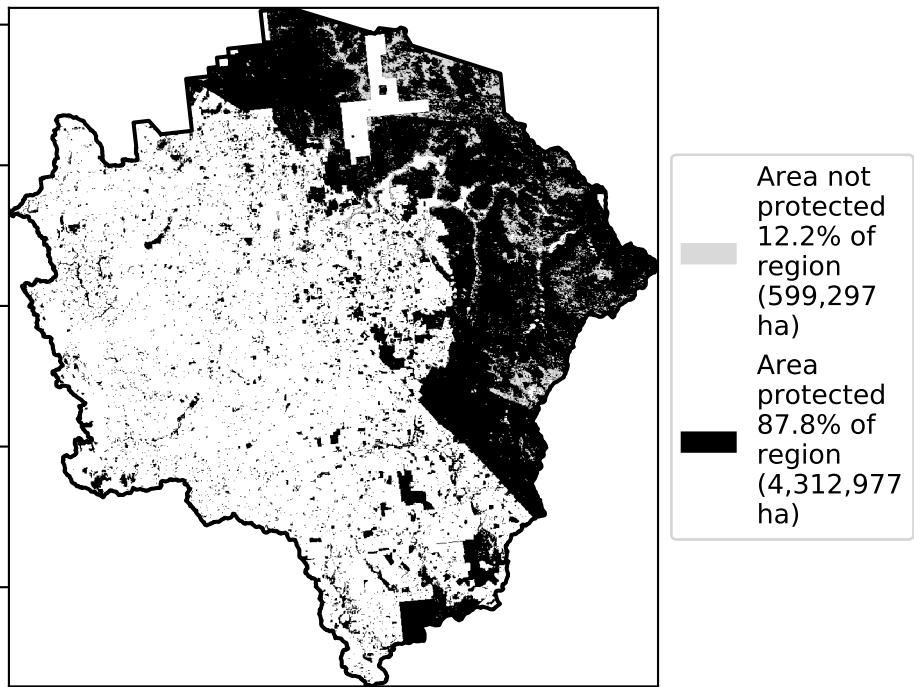 Area not
protected
12.2% of
region
(599,297
ha)
Area
protected
87.8% of
region
(4,312,977
ha)